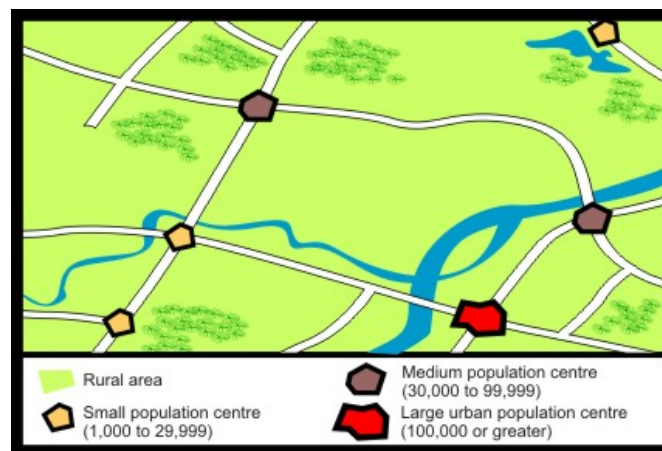 Rural area
Small population centre
(1,000 to 29,999)
Medium population centre
(30,000 to 99,999)
Large urban population centre
(100,000 or greater)